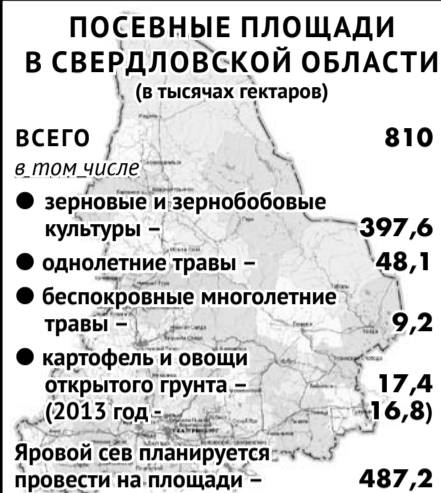 ПОСЕВНЫЕ ПЛОЩАДИ
В СВЕРДЛОВСКОЙ ОБЛАСТИ
(в тысячах гектаров)
ВСЕГО 810
в том числе
● зерновые и зернобобовые
культуры – 397,6
● однолетние травы – 48,1
● беспокровные многолетние
травы – 9,2
● картофель и овощи
открытого грунта – 17,4
(2013 год - 16,8)
Яровой сев планируется
провести на площади – 487,2